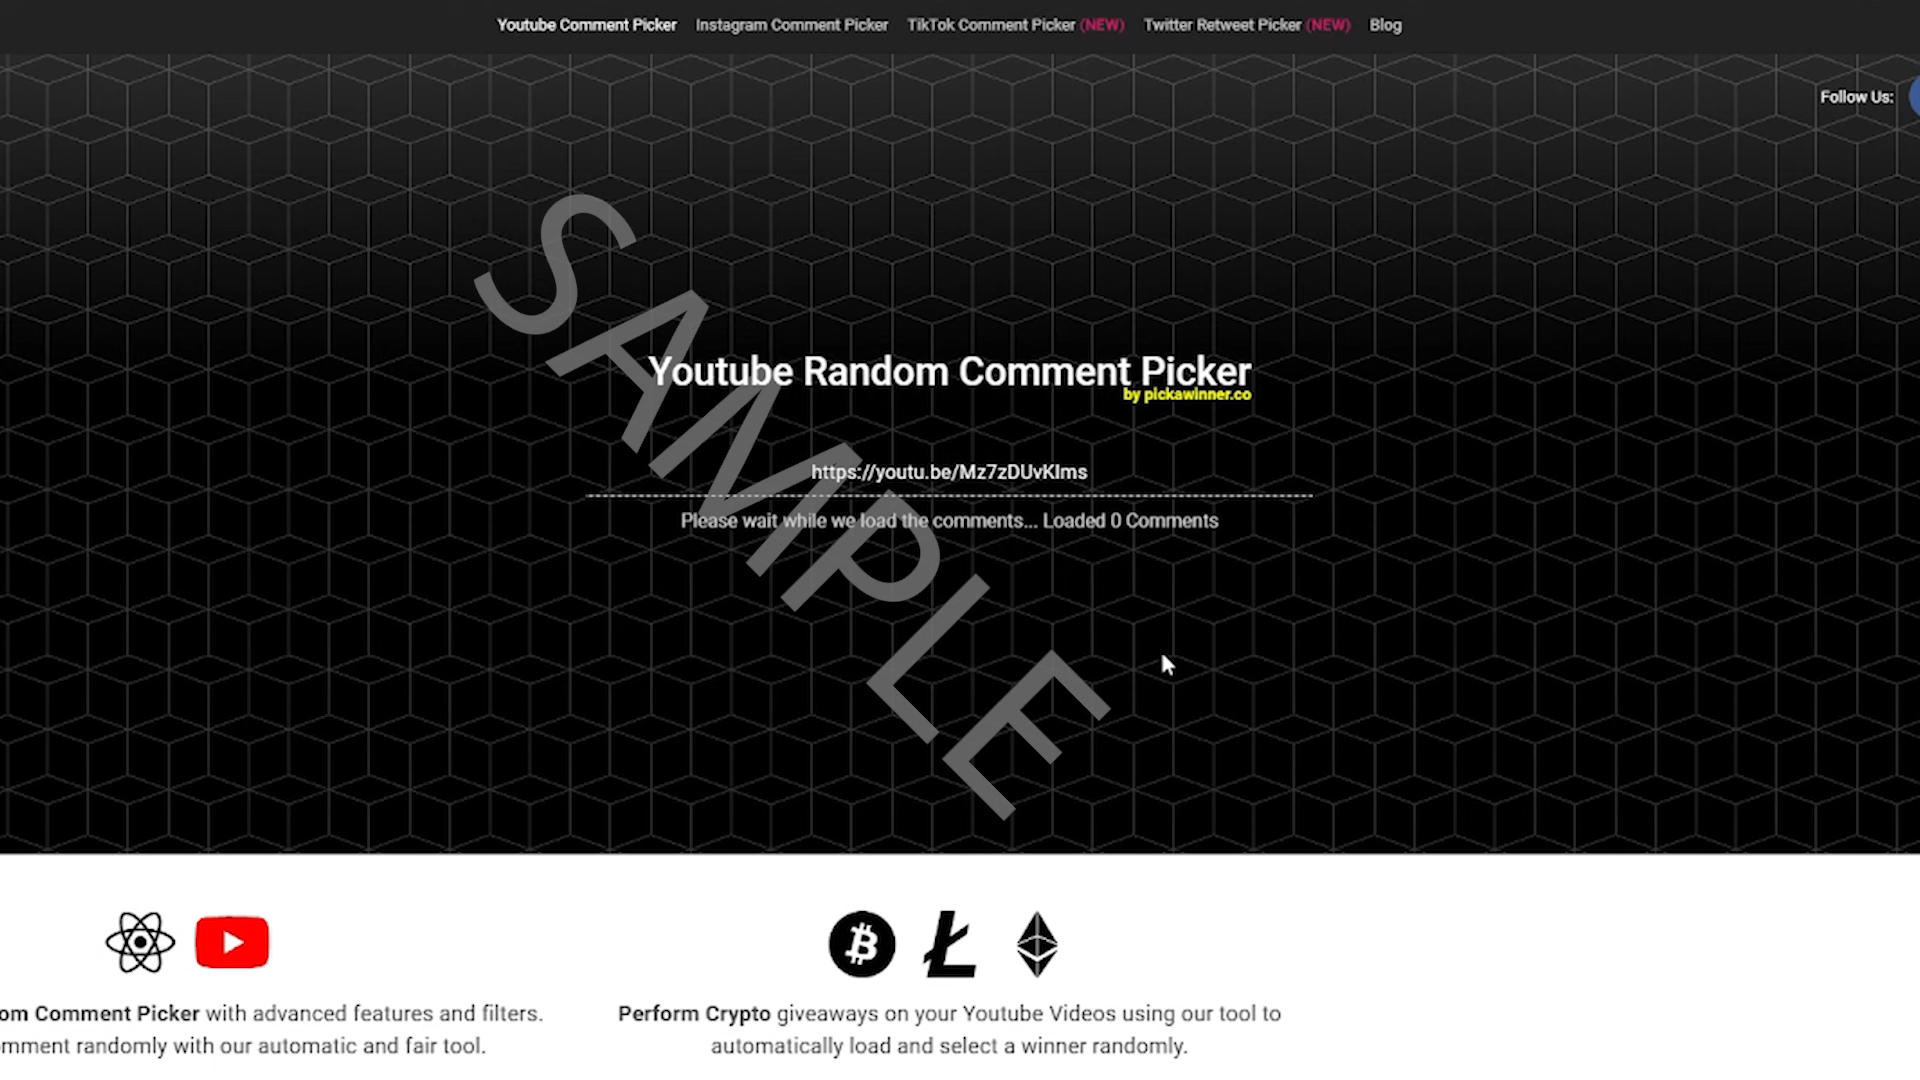 Youtube Comment Picker Instagram Comment Picker TikTok Comment Picker (NEW) Twitter Retweet Picker (NEW) Blog
Follow Us:
SAMPLE
Youtube Random Comment Picker
by pickawinner.co
https://youtu.be/Mz7zDUvKIms
Please wait while we load the comments... Loaded 0 Comments
om Comment Picker with advanced features and filters.
mment randomly with our automatic and fair tool.
Perform Crypto giveaways on your Youtube Videos using our tool to
automatically load and select a winner randomly.